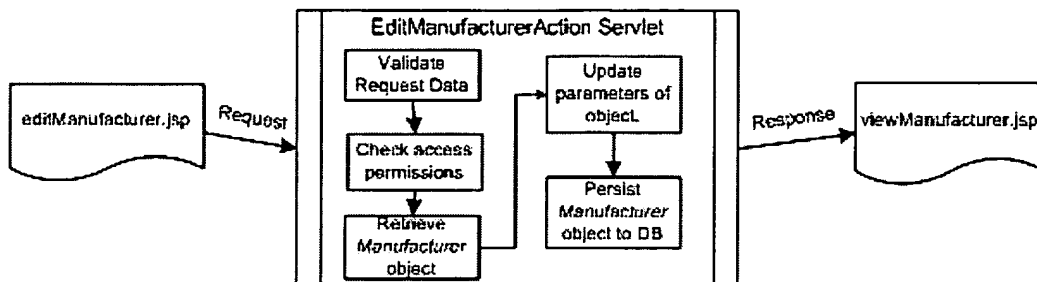 EditManufacturerAction Servlet
Validate
Request Data
Check access
permissions
Retrieve
Manufacturer
object
Update
parameters of
object.
Persist
Manufacturer
object to DB
editManufacturer.jsp
Request
Response
viewManufacturer.jsp